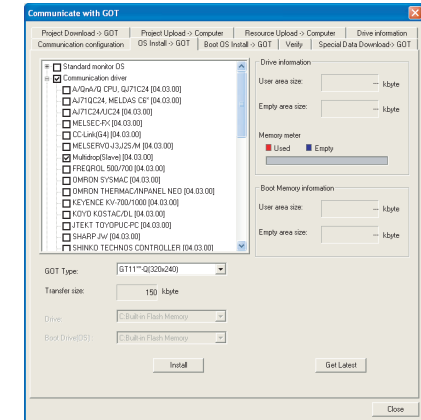 Communicate with GOT
Project Download -> GOT
Project Upload -> Computer
Resource Upload -> Computer
Drive information
Communication configuration
OS Install -> GOT
Boot OS Install -> GOT
Verify
Special Data Download-> GOT
Standard monitor OS
Communication driver
A/QnA/Q CPU, QJ71C24 [04.03.00]
AJ71QC24, MELDAS C6* [04.03.00]
AJ71C24/UC24 [04.03.00]
MELSEC-FX [04.03.00]
CC-Link(G4) [04.03.00]
MELSERVO-J3,J2S/M [04.03.00]
Multidrop(Slave) [04.03.00]
FREQROL 500/700 [04.03.00]
OMRON SYSMAC [04.03.00]
OMRON THERMAC/INPANEL NEO [04.03.00]
KEYENCE KV-700/1000 [04.03.00]
KOYO KOSTAC/DL [04.03.00]
JTEKT TOYOPUC-PC [04.03.00]
SHARP JW [04.03.00]
SHINKO TECHNOS CONTROLLER [04.03.00]
Drive information
User area size: -- kbyte
Empty area size: -- kbyte
Memory meter
Used Empty
Boot Memory information
User area size: -- kbyte
Empty area size: -- kbyte
GOT Type: GT11**-Q(320x240)
Transfer size: 150 kbyte
Drive: C:Built-in Flash Memory
Boot Drive(OS): C:Built-in Flash Memory
Install
Get Latest
Close